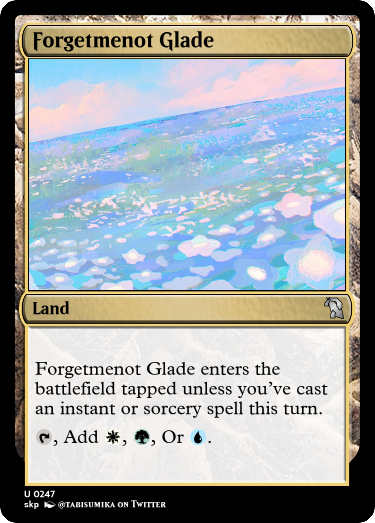 Forgetmenot Glade
Land
Forgetmenot Glade enters the
battlefield tapped unless you've cast
an instant or sorcery spell this turn.
, Add , , Or .
U 0247
skp @TABISUMIKA ON TWITTER